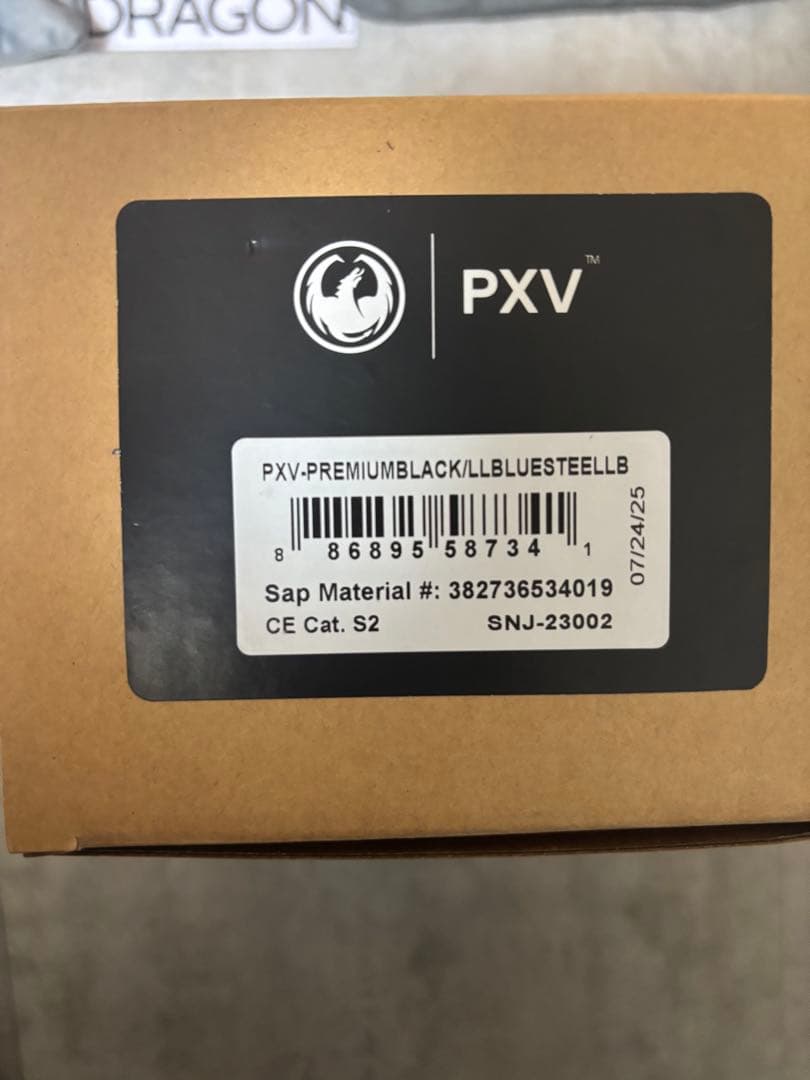 DRAGON
PXV™
PXV-PREMIUMBLACK/LLBLUESTEELLB
8 86895 58734 1
07/24/25
Sap Material #: 382736534019
CE Cat. S2 SNJ-23002